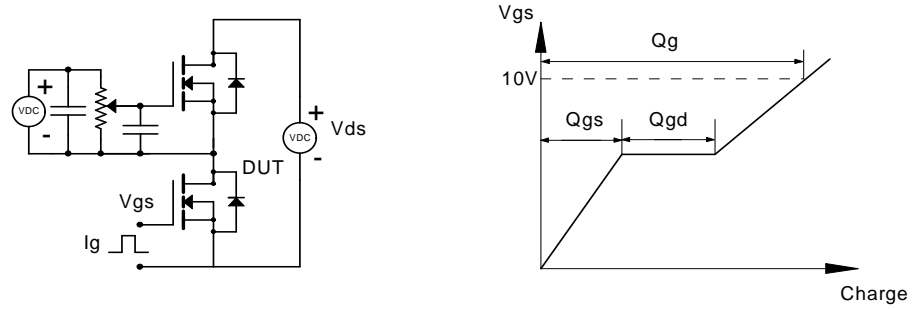 +
VDC
-
+
VDC
-
Vds
DUT
Vgs
Ig
Vgs
Qg
10V
Qgs
Qgd
Charge